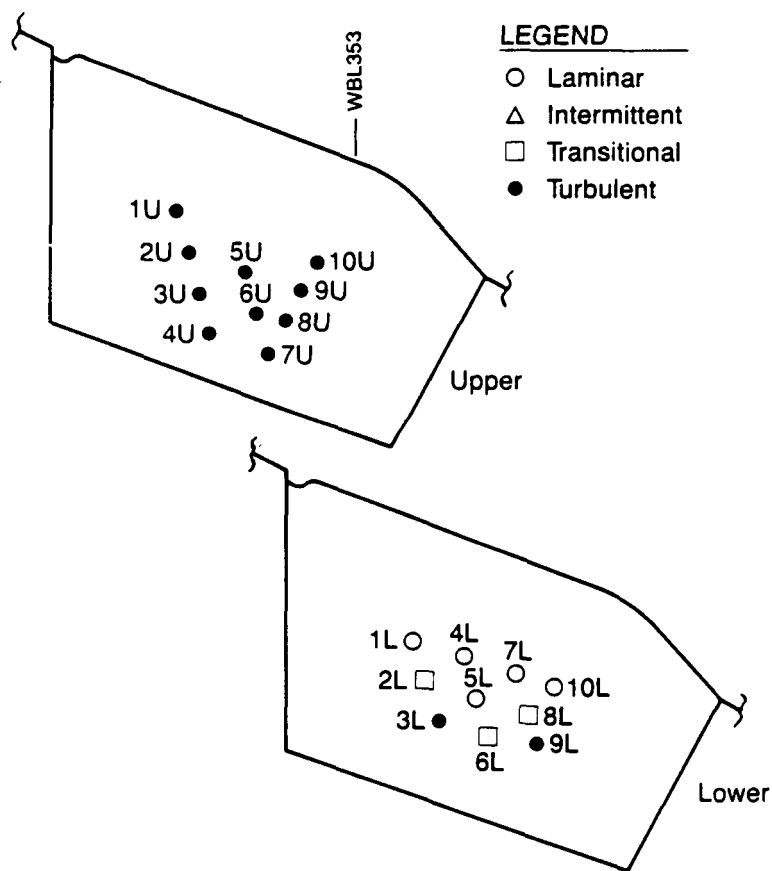 LEGEND
Laminar
Intermittent
Transitional
Turbulent
WBL353
1U
2U
5U
10U
3U
6U
9U
4U
8U
7U
Upper
1L
4L
7L
2L
5L
10L
3L
8L
6L
9L
Lower